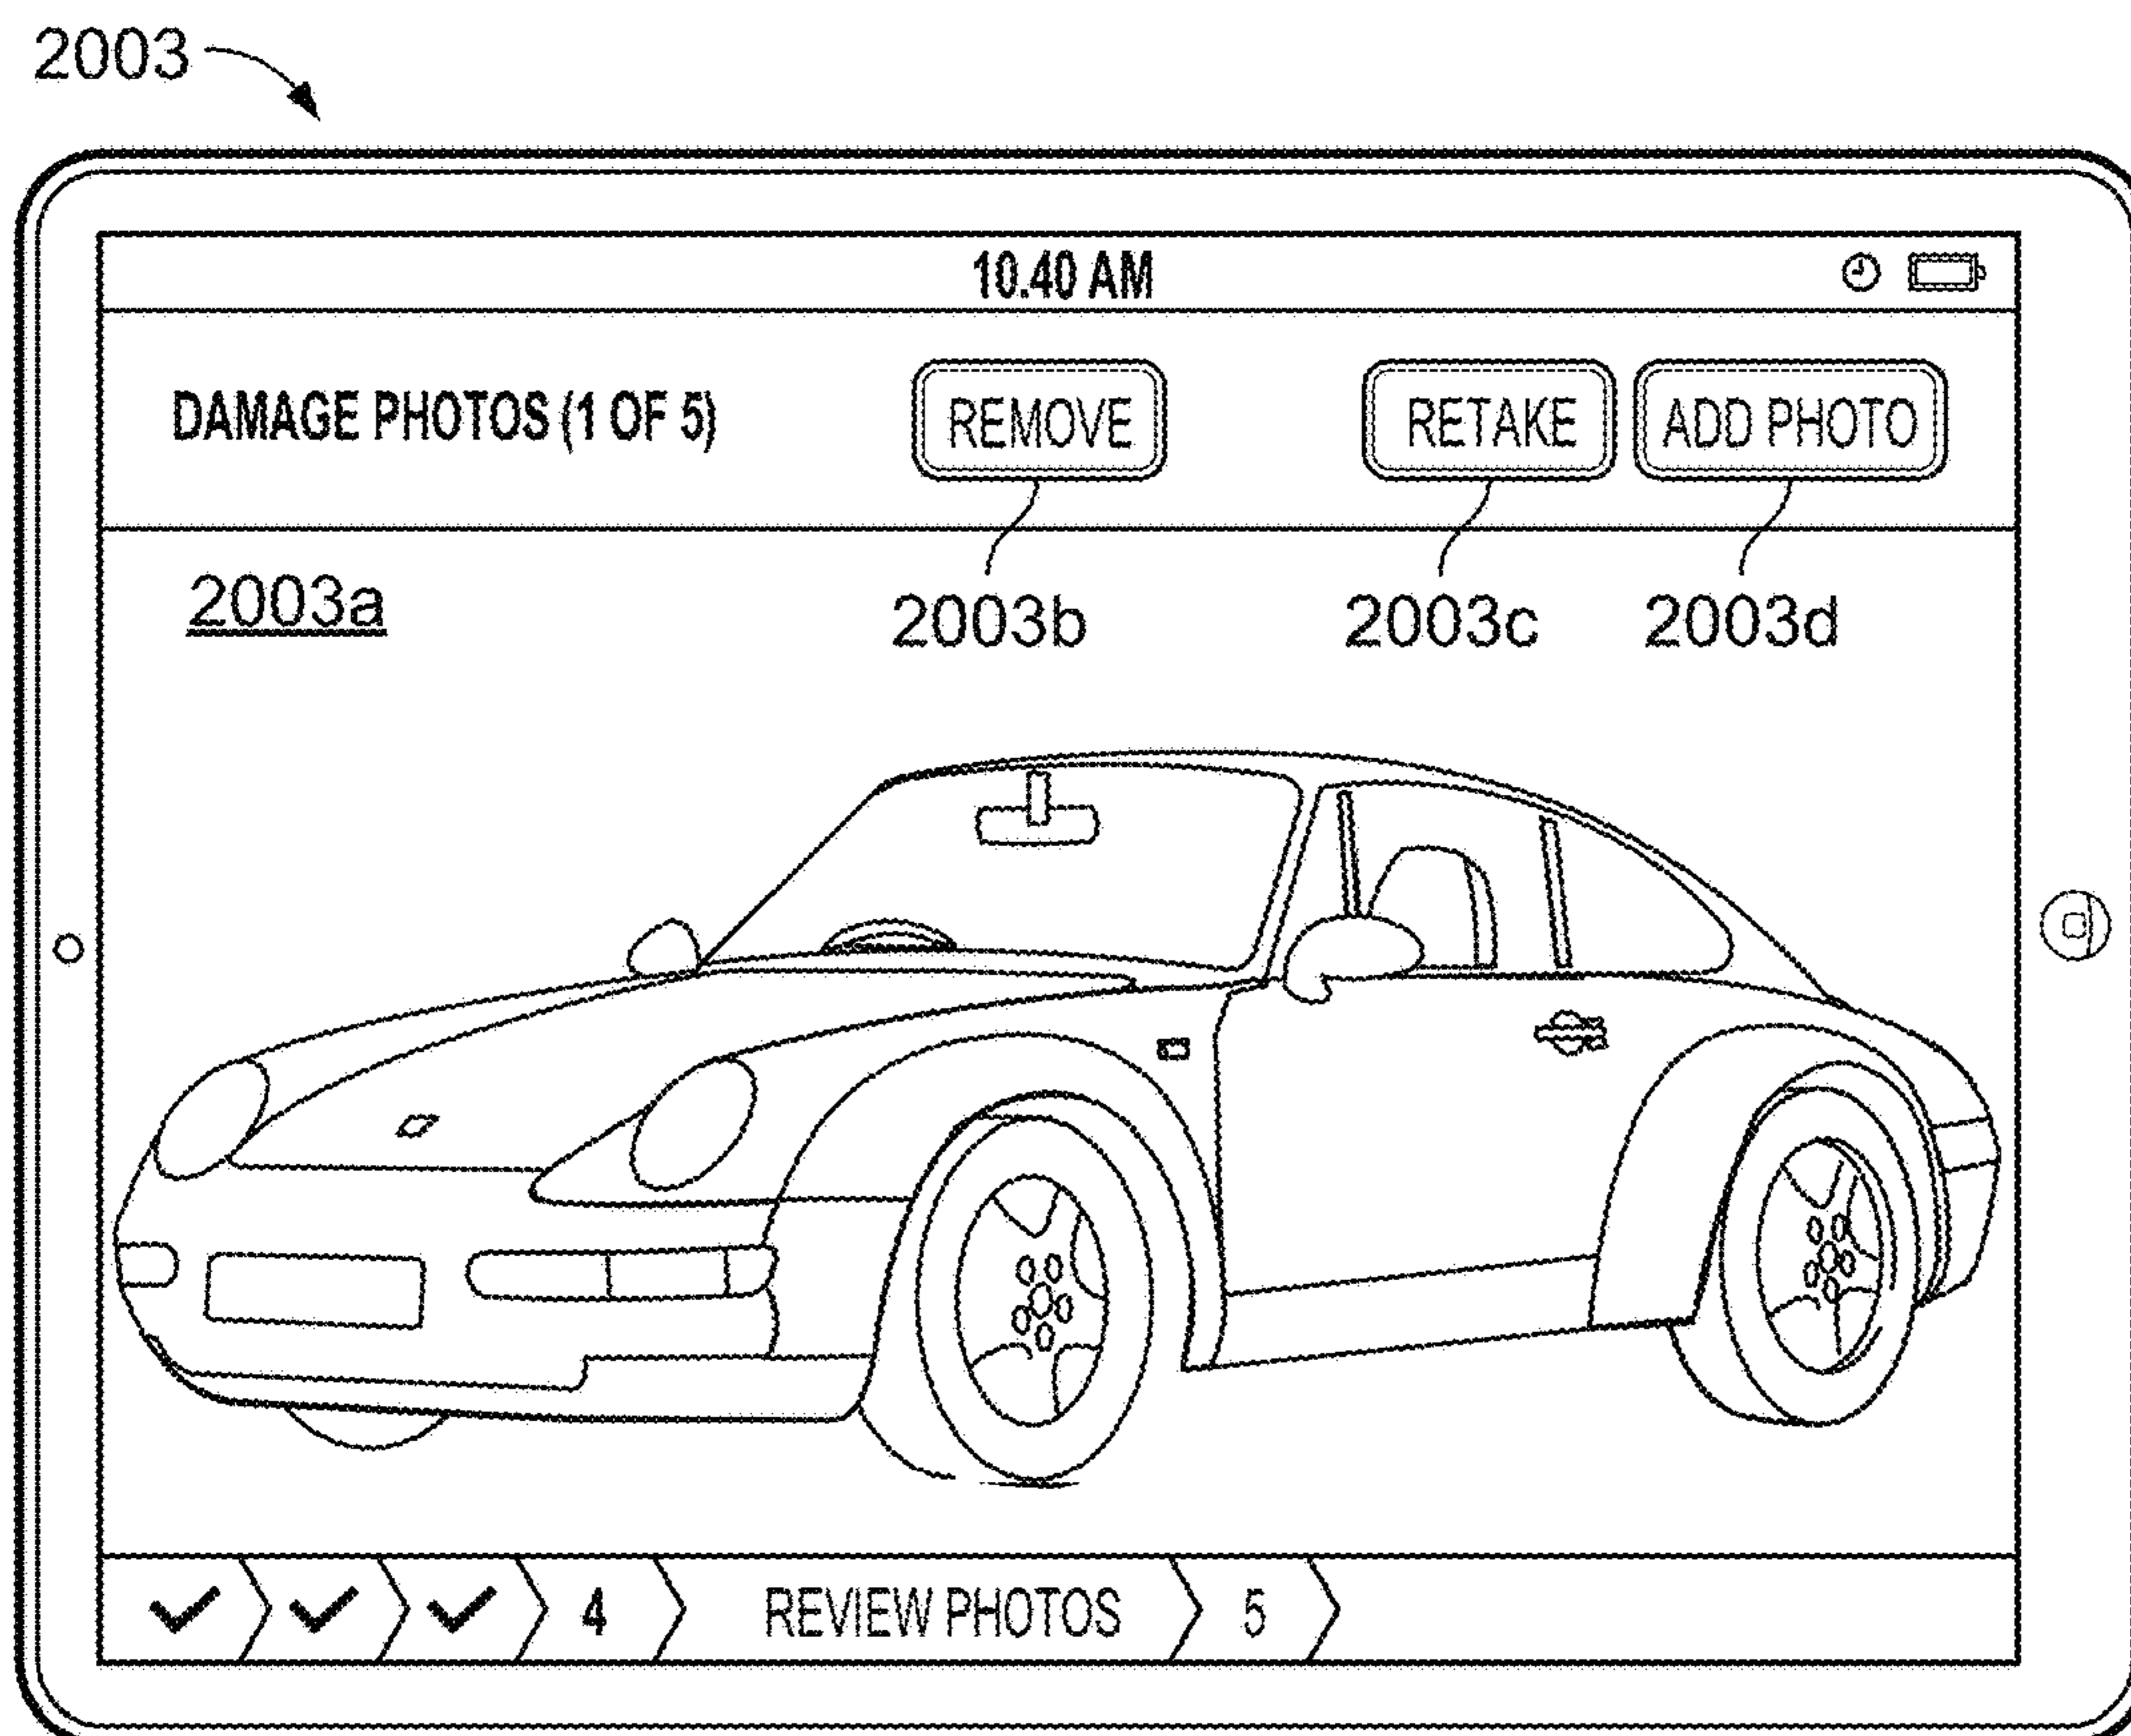 2003
10.40 AM
DAMAGE PHOTOS (1 OF 5)
REMOVE
RETAKE
ADD PHOTO
2003a
2003b
2003c
2003d
4
REVIEW PHOTOS
5